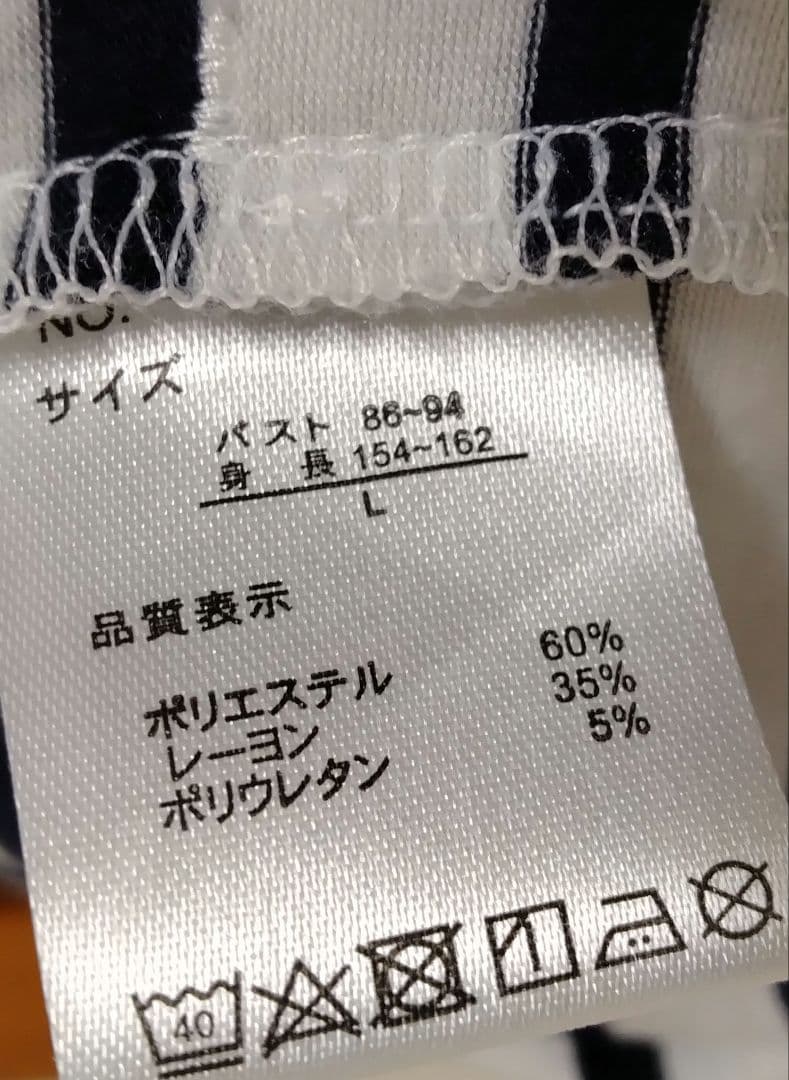 NO.
サイズ
バスト 86~94
身 長 154~162
L
品質表示
ポリエステル 60%
レーヨン 35%
ポリウレタン 5%
40